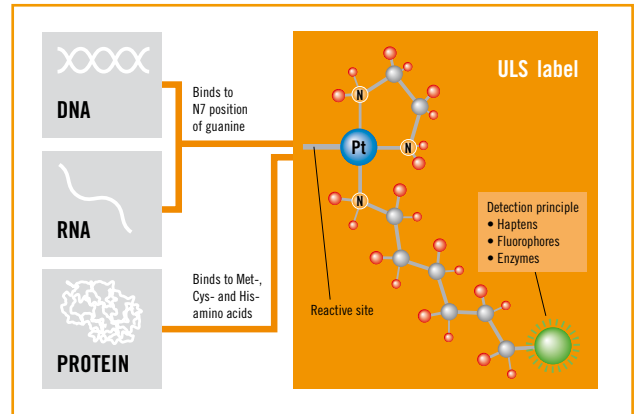 DNA
RNA
PROTEIN
Binds to
N7 position
of guanine
Binds to Met-,
Cys- and His-
amino acids
ULS label
N
Pt
N
N
Reactive site
Detection principle
• Haptens
• Fluorophores
• Enzymes